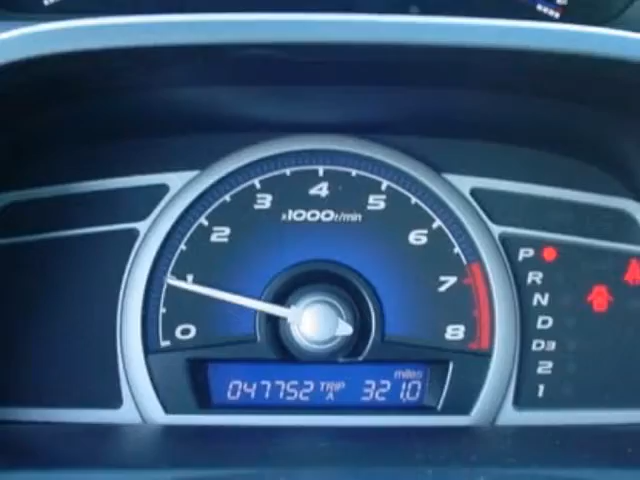 4
3 5
x1000r/min
2 6
1 7
0 8
miles
047752 TRIP A 321.0
P
R
N
D
D3
2
1